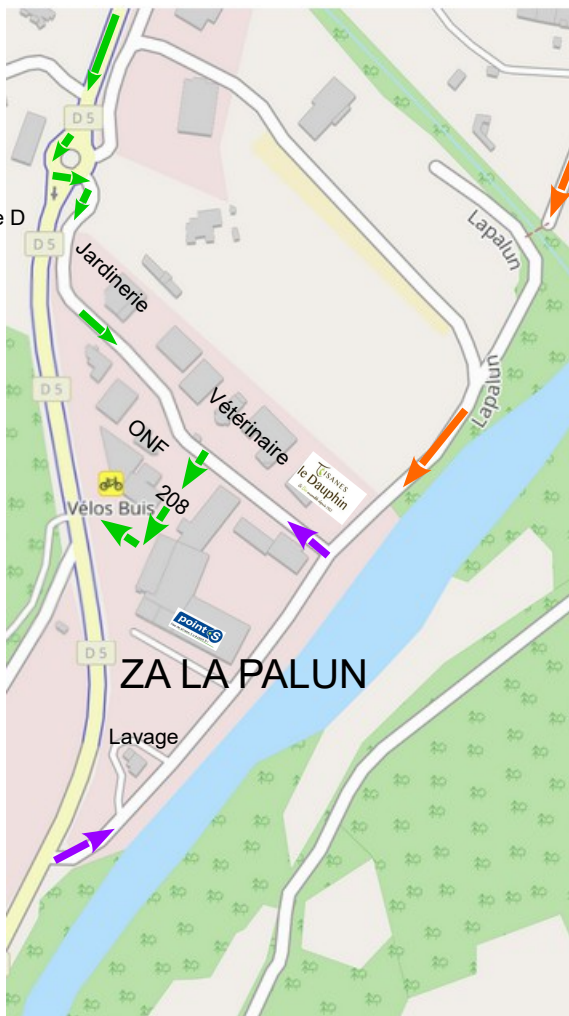 D 5
e D
D 5
Lapalun
Jardinerie
Lapalun
D 5
Vétérinaire
ONF
TISANES
le Dauphin
208
Vélos Buis
point S
D 5
ZA LA PALUN
Lavage